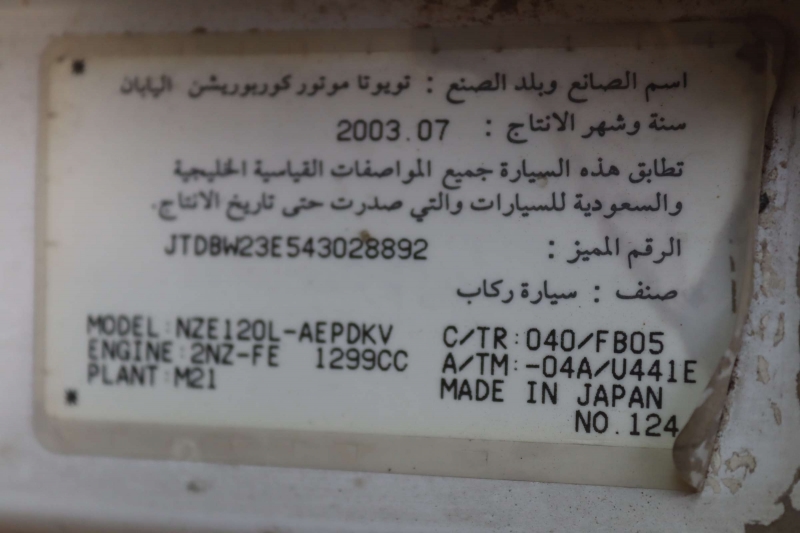 اسم الصانع وبلد الصنع : تويوتا موتور كوربوريشن اليابان
سنة وشهر الانتاج : 2003.07
تطابق هذه السيارة جميع المواصفات القياسية الخليجية
والسعودية للسيارات والتي صدرت حتى تاريخ الانتاج.
الرقم المميز : JTDBW23E543028892
صنف : سيارة ركاب
MODEL:NZE120L-AEPDKV C/TR:040/FB05
ENGINE:2NZ-FE 1299CC A/TM:-04A/U441E
PLANT:M21 MADE IN JAPAN
NO.124